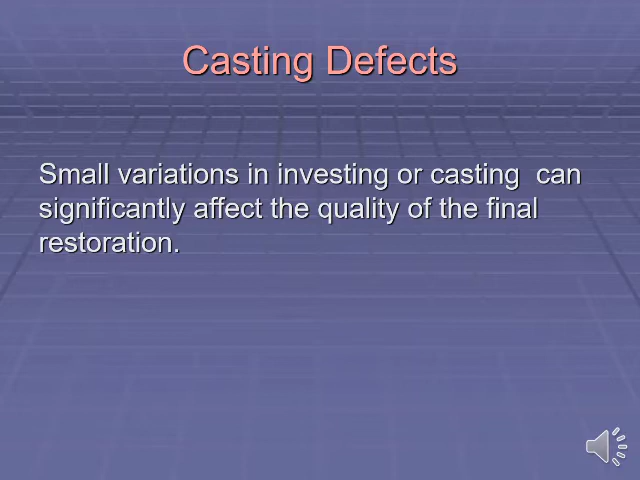 Casting Defects
Small variations in investing or casting  can
significantly affect the quality of the final
restoration.